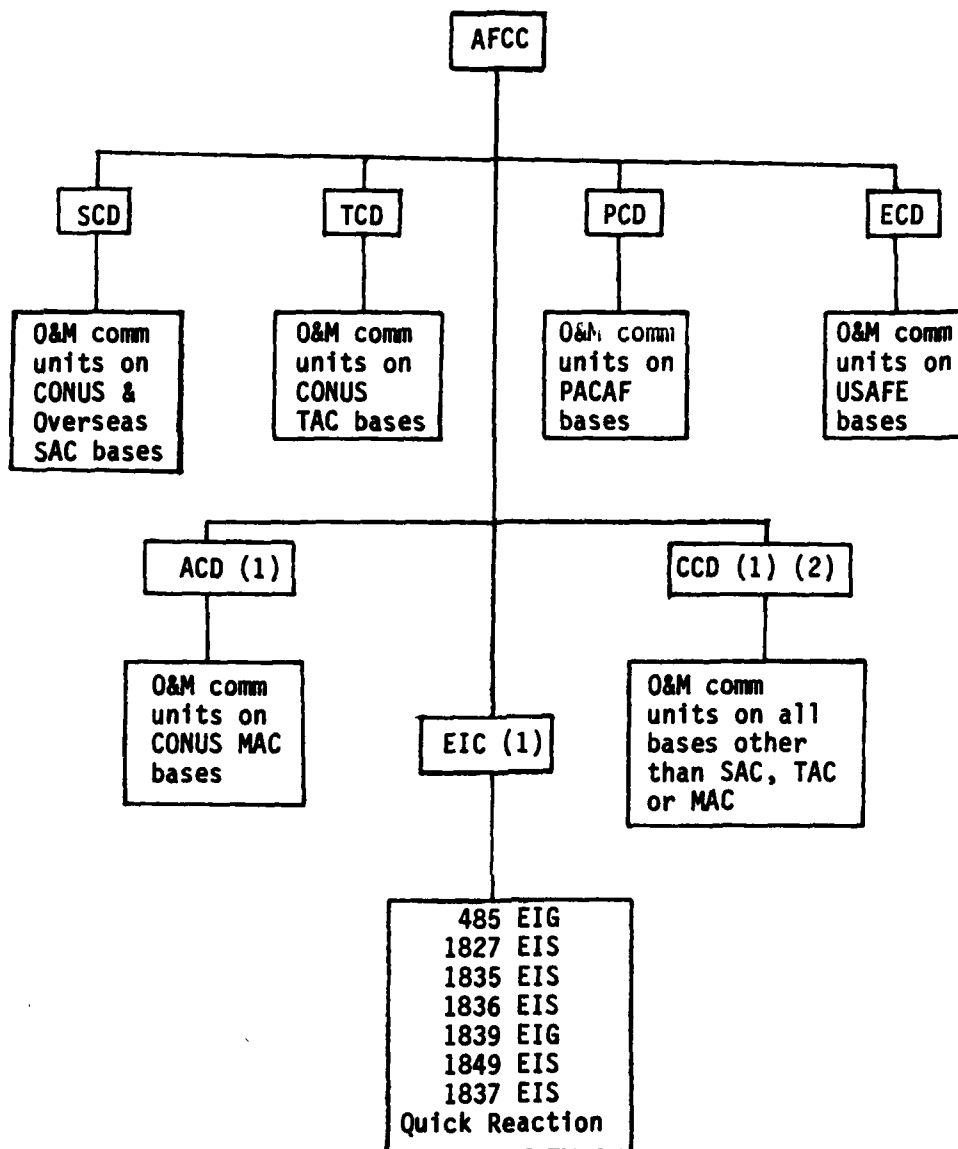 AFCC
SCD
TCD
PCD
ECD
O&M comm
units on
CONUS &
Overseas
SAC bases
O&M comm
units on
CONUS
TAC bases
O&M comm
units on
PACAF
bases
O&M comm
units on
USAFE
bases
ACD (1)
CCD (1) (2)
O&M comm
units on
CONUS MAC
bases
EIC (1)
O&M comm
units on all
bases other
than SAC, TAC
or MAC
485 EIG
1827 EIS
1835 EIS
1836 EIS
1839 EIG
1849 EIS
1837 EIS
Quick Reaction